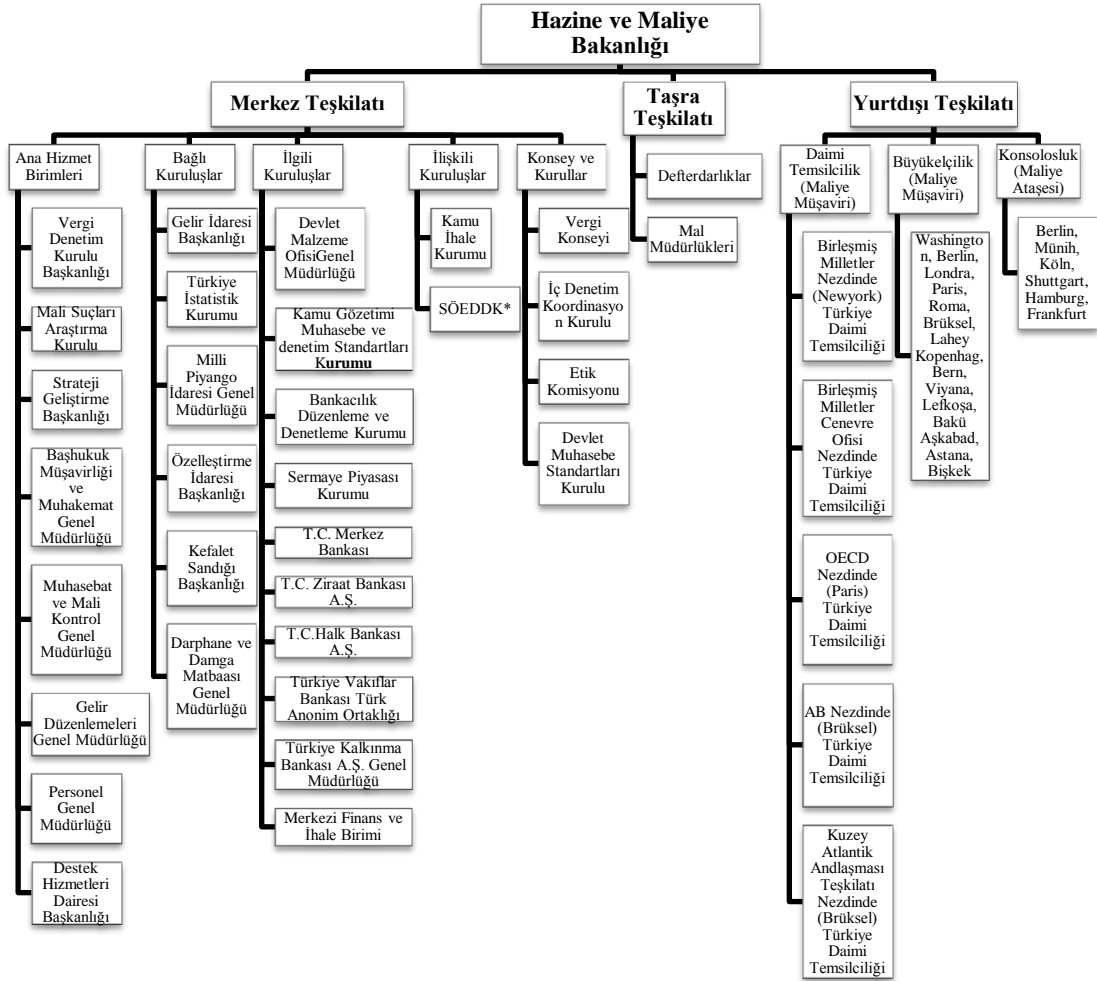 Hazine ve Maliye
Bakanlığı
Merkez Teşkilatı
Ana Hizmet
Birimleri
Vergi
Denetim
Kurulu
Başkanlığı
Mali Suçları
Araştırma
Kurulu
Strateji
Geliştirme
Başkanlığı
Başhukuk
Müşavirliği
ve
Muhakemat
Genel
Müdürlüğü
Muhasebat
ve Mali
Kontrol
Genel
Müdürlüğü
Gelir
Düzenlemeleri
Genel Müdürlüğü
Personel
Genel
Müdürlüğü
Destek
Hizmetleri
Dairesi
Başkanlığı
Bağlı
Kuruluşlar
Gelir İdaresi
Başkanlığı
Türkiye
İstatistik
Kurumu
Milli
Piyango
İdaresi Genel
Müdürlüğü
Özelleştirme
İdaresi
Başkanlığı
Kefalet
Sandığı
Başkanlığı
Darphane ve
Damga
Matbaası
Genel
Müdürlüğü
İlgili
Kuruluşlar
Devlet
Malzeme
OfisiGenel
Müdürlüğü
Kamu Gözetimi
Muhasebe ve
denetim Standartları
Kurumu
Bankacılık
Düzenleme ve
Denetleme Kurumu
Sermaye Piyasası
Kurumu
T.C. Merkez
Bankası
T.C. Ziraat Bankası
A.Ş.
T.C.Halk Bankası
A.Ş.
Türkiye Vakıflar
Bankası Türk
Anonim Ortaklığı
Türkiye Kalkınma
Bankası A.Ş. Genel
Müdürlüğü
Merkezi Finans ve
İhale Birimi
İlişkili
Kuruluşlar
Kamu
İhale
Kurumu
SÖEDDK*
Konsey ve
Kurullar
Vergi
Konseyi
İç Denetim
Koordinasyo
n Kurulu
Etik
Komisyonu
Devlet
Muhasebe
Standartları
Kurulu
Taşra
Teşkilatı
Defterdarlıklar
Mal
Müdürlükleri
Yurtdışı Teşkilatı
Daimi
Temsilcilik
(Maliye
Müşaviri)
Birleşmiş
Milletler
Nezdinde
(Newyork)
Türkiye
Daimi
Temsilciliği
Birleşmiş
Milletler
Cenevre
Ofisi
Nezdinde
Türkiye
Daimi
Temsilciliği
OECD
Nezdinde
(Paris)
Türkiye
Daimi
Temsilciliği
AB Nezdinde
(Brüksel)
Türkiye
Daimi
Temsilciliği
Kuzey
Atlantik
Andlaşması
Teşkilatı
Nezdinde
(Brüksel)
Türkiye
Daimi
Temsilciliği
Büyükelçilik
(Maliye
Müşaviri)
Washingto
n, Berlin,
Londra,
Paris,
Roma,
Brüksel,
Lahey
Kopenhag,
Bern,
Viyana,
Lefkoşa,
Bakü
Aşkabad,
Astana,
Bişkek
Konsolosluk
(Maliye
Ataşesi)
Berlin,
Münih,
Köln,
Shuttgart,
Hamburg,
Frankfurt